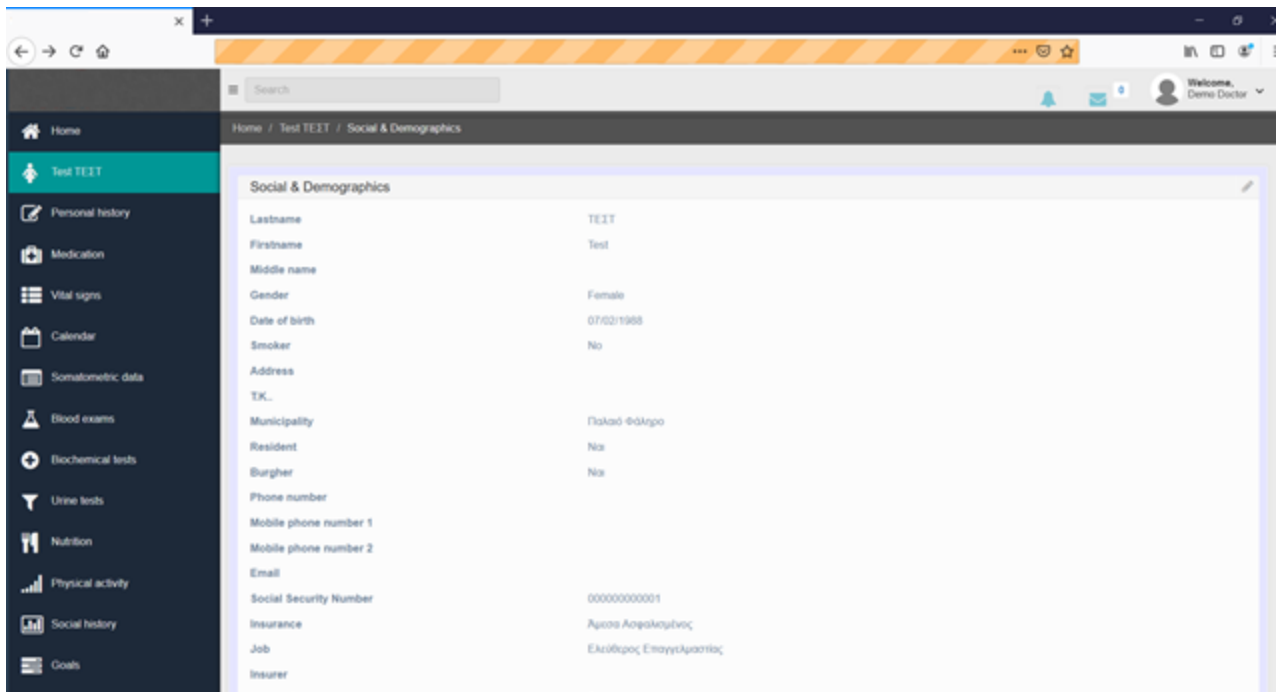 Search
Welcome,
Demo Doctor
0
Home
Home / Test ΤΕΣΤ / Social & Demographics
Test ΤΕΣΤ
Personal history
Medication
Vital signs
Calendar
Somatometric data
Blood exams
Biochemical tests
Urine tests
Nutrition
Physical activity
Social history
Goals
Social & Demographics
Lastname ΤΕΣΤ
Firstname Test
Middle name
Gender Female
Date of birth 07/02/1988
Smoker No
Address
Τ.Κ..
Municipality Παλαιό Φάληρο
Resident Ναι
Burgher Ναι
Phone number
Mobile phone number 1
Mobile phone number 2
Email
Social Security Number 000000000001
Insurance Άμεσα Ασφαλισμένος
Job Ελεύθερος Επαγγελματίας
Insurer